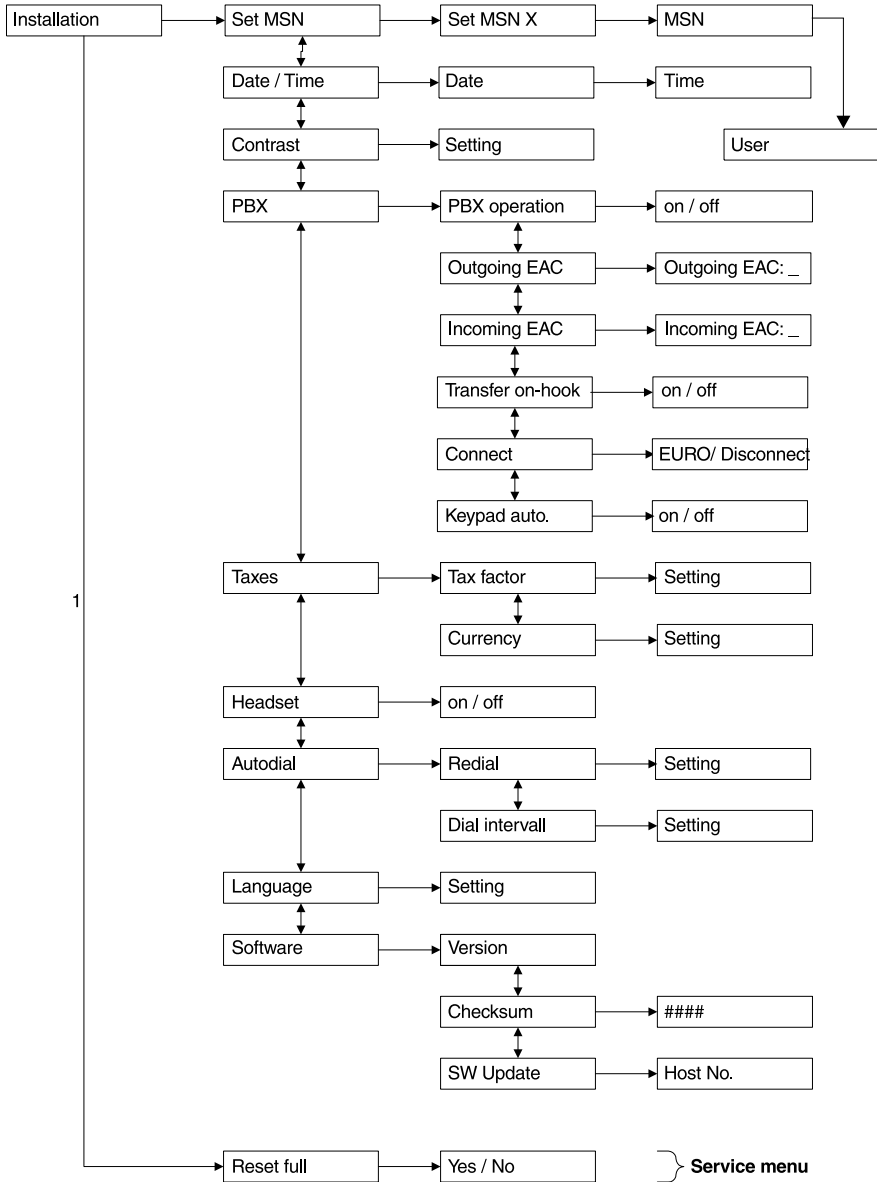 Installation
Set MSN
Set MSN X
MSN
Date / Time
Date
Time
Contrast
Setting
User
PBX
PBX operation
on / off
Outgoing EAC
Outgoing EAC: _
Incoming EAC
Incoming EAC: _
Transfer on-hook
on / off
Connect
EURO/ Disconnect
Keypad auto.
on / off
Taxes
Tax factor
Setting
1
Currency
Setting
Headset
on / off
Autodial
Redial
Setting
Dial intervall
Setting
Language
Setting
Software
Version
Checksum
####
SW Update
Host No.
Reset full
Yes / No
Service menu